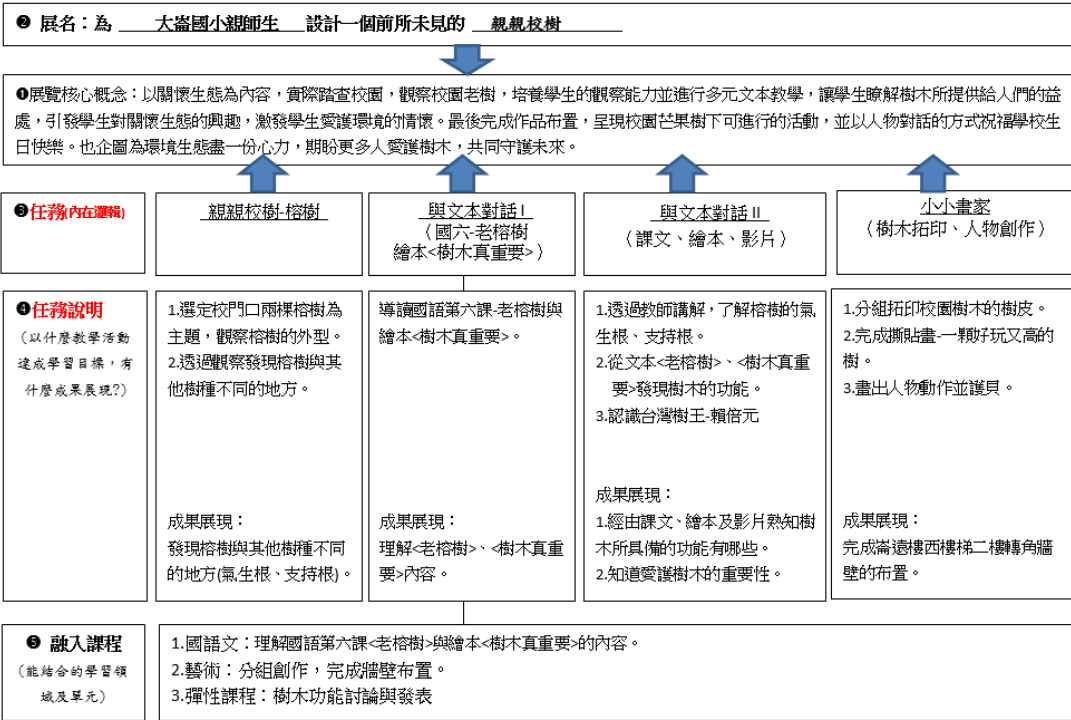 ❷ 展名：為 大崙國小親師生 設計一個前所未見的 親親校樹
❶展覽核心概念：以關懷生態為內容，實際踏查校園，觀察校園老樹，培養學生的觀察能力並進行多元文本教學，讓學生瞭解樹木所提供給人們的益
處，引發學生對關懷生態的興趣，激發學生愛護環境的情懷。最後完成作品布置，呈現校園芒果樹下可進行的活動，並以人物對話的方式祝福學校生
日快樂。也企圖為環境生態盡一份心力，期盼更多人愛護樹木，共同守護未來。
❸任務(內在邏輯)
親親校樹-榕樹
與文本對話 I
（國六-老榕樹
繪本<樹木真重要>）
與文本對話 II
（課文、繪本、影片）
小小畫家
（樹木拓印、人物創作）
❹任務說明
（以什麼教學活動
達成學習目標，有
什麼成果展現?）
1.選定校門口兩棵榕樹為
主題，觀察榕樹的外型。
2.透過觀察發現榕樹與其
他樹種不同的地方。
成果展現：
發現榕樹與其他樹種不同
的地方(氣生根、支持根)。
導讀國語第六課-老榕樹與
繪本<樹木真重要>。
成果展現：
理解<老榕樹>、<樹木真重
要>內容。
1.透過教師講解，了解榕樹的氣
生根、支持根。
2.從文本<老榕樹>、<樹木真重
要>發現樹木的功能。
3.認識台灣樹王-賴倍元
成果展現：
1.經由課文、繪本及影片熟知樹
木所具備的功能有哪些。
2.知道愛護樹木的重要性。
1.分組拓印校園樹木的樹皮。
2.完成撕貼畫-一顆好玩又高的
樹。
3.畫出人物動作並護貝。
成果展現：
完成崙遠樓西樓梯二樓轉角牆
壁的布置。
❺ 融入課程
（能結合的學習領
域及單元）
1.國語文：理解國語第六課<老榕樹>與繪本<樹木真重要>的內容。
2.藝術：分組創作，完成牆壁布置。
3.彈性課程：樹木功能討論與發表